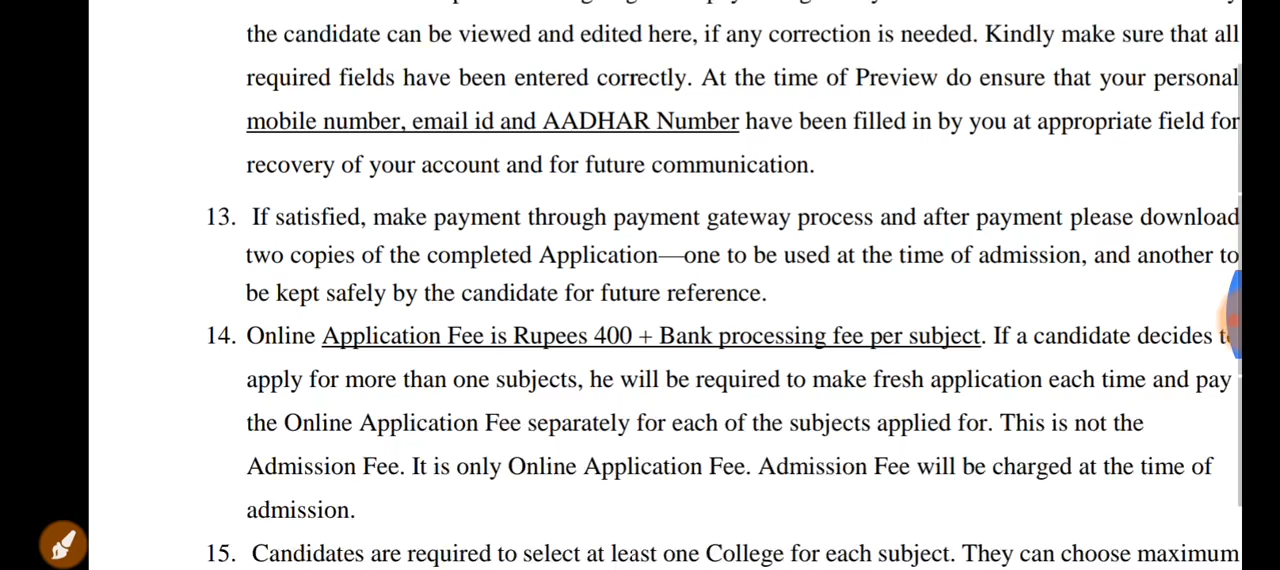 the candidate can be viewed and edited here, if any correction is needed. Kindly make sure that all
required fields have been entered correctly. At the time of Preview do ensure that your personal
mobile number, email id and AADHAR Number have been filled in by you at appropriate field for
recovery of your account and for future communication.
13. If satisfied, make payment through payment gateway process and after payment please download
two copies of the completed Application—one to be used at the time of admission, and another to
be kept safely by the candidate for future reference.
14. Online Application Fee is Rupees 400 + Bank processing fee per subject. If a candidate decides
apply for more than one subjects, he will be required to make fresh application each time and pay
the Online Application Fee separately for each of the subjects applied for. This is not the
Admission Fee. It is only Online Application Fee. Admission Fee will be charged at the time of
admission.
15. Candidates are required to select at least one College for each subject. They can choose maximum